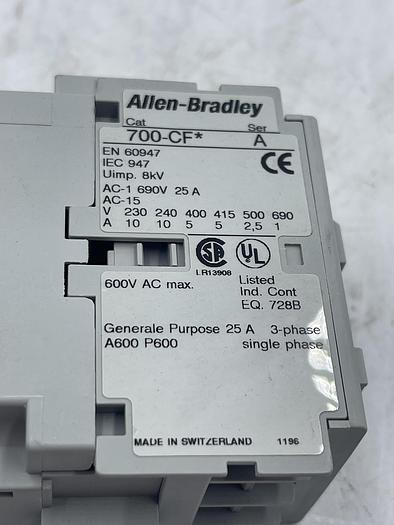 Allen-Bradley
Cat Ser
700-CF* A
EN 60947
IEC 947
Uimp. 8kV
CE
AC-1 690V 25 A
AC-15
V 230 240 400 415 500 690
A 10 10 5 5 2,5 1
SA UL
LR13908
600V AC max. Listed
Ind. Cont
EQ. 728B
Generale Purpose 25 A 3-phase
A600 P600 single phase
MADE IN SWITZERLAND 1196